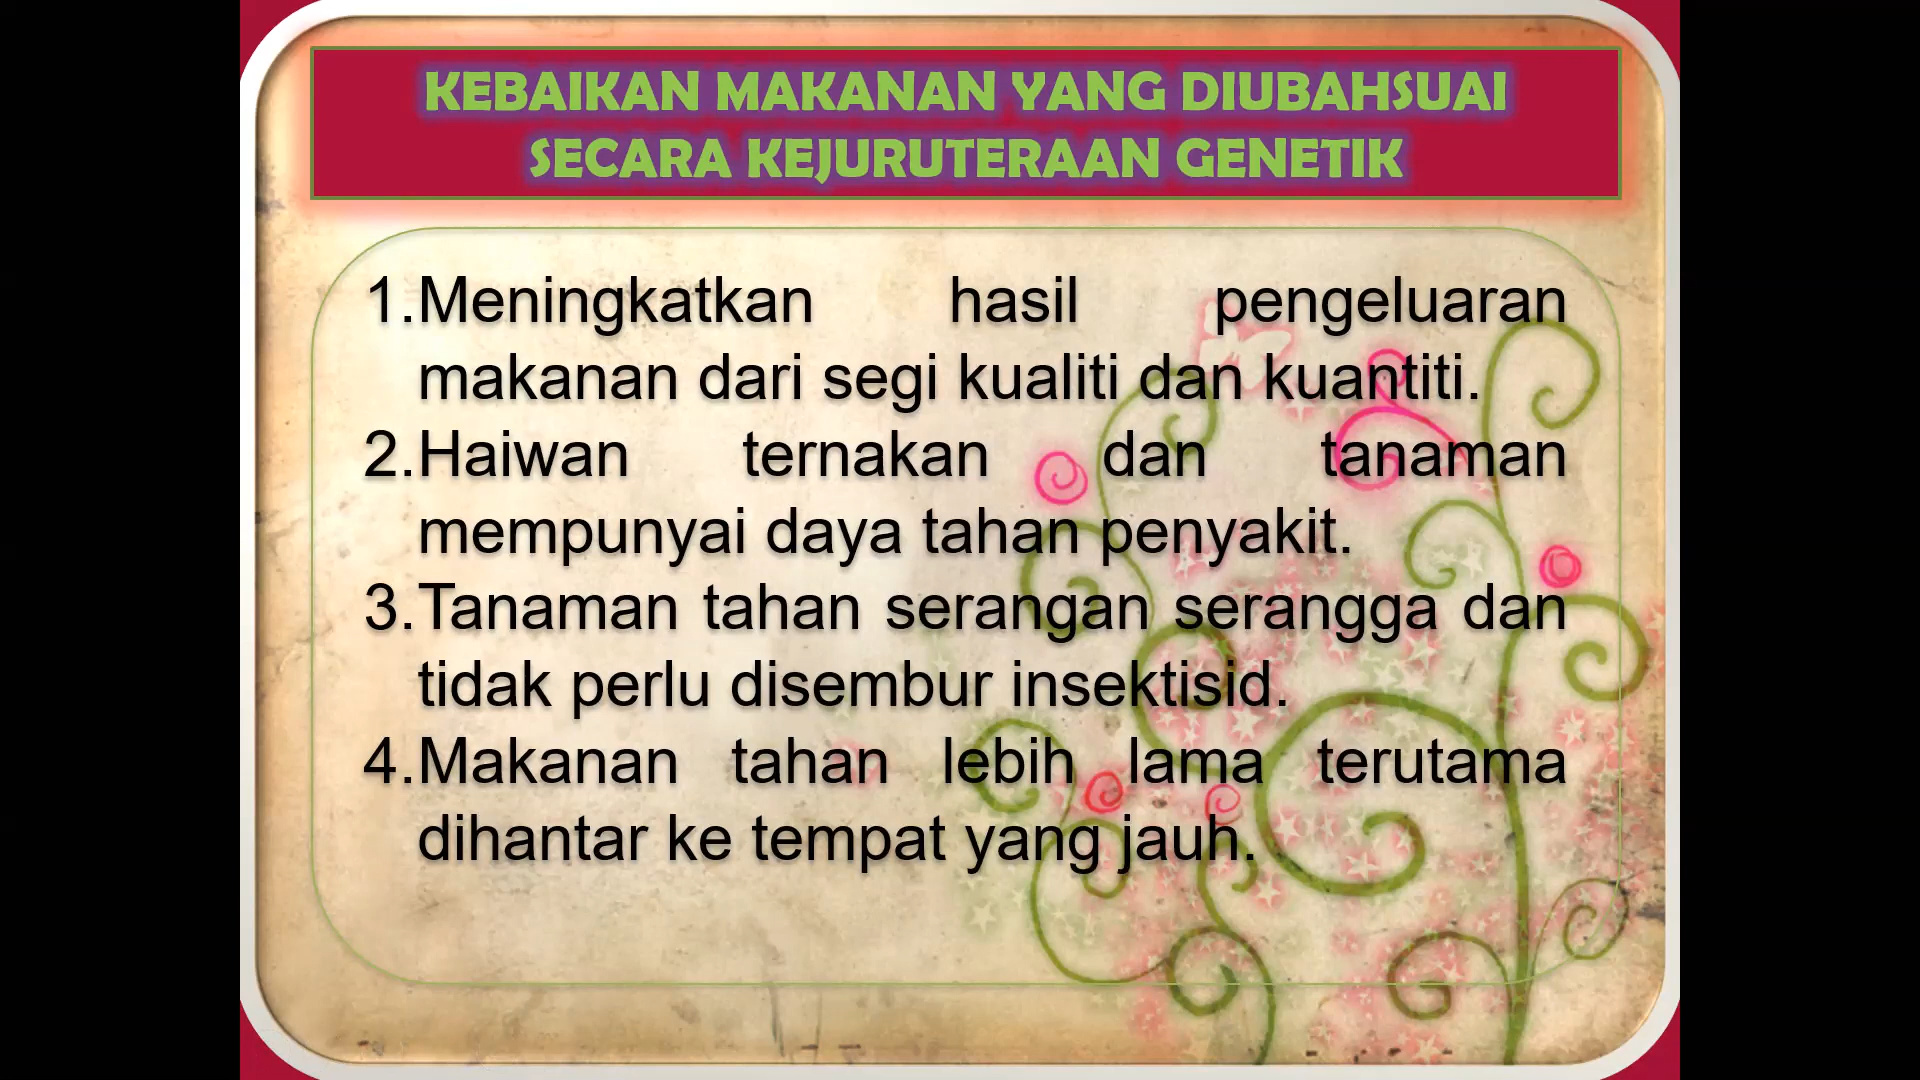 KEBAIKAN MAKANAN YANG DIUBAHSUAI
SECARA KEJURUTERAAN GENETIK
1.Meningkatkan hasil pengeluaran
makanan dari segi kualiti dan kuantiti.
2.Haiwan ternakan dan tanaman
mempunyai daya tahan penyakit.
3.Tanaman tahan serangan serangga dan
tidak perlu disembur insektisid.
4.Makanan tahan lebih lama terutama
dihantar ke tempat yang jauh.